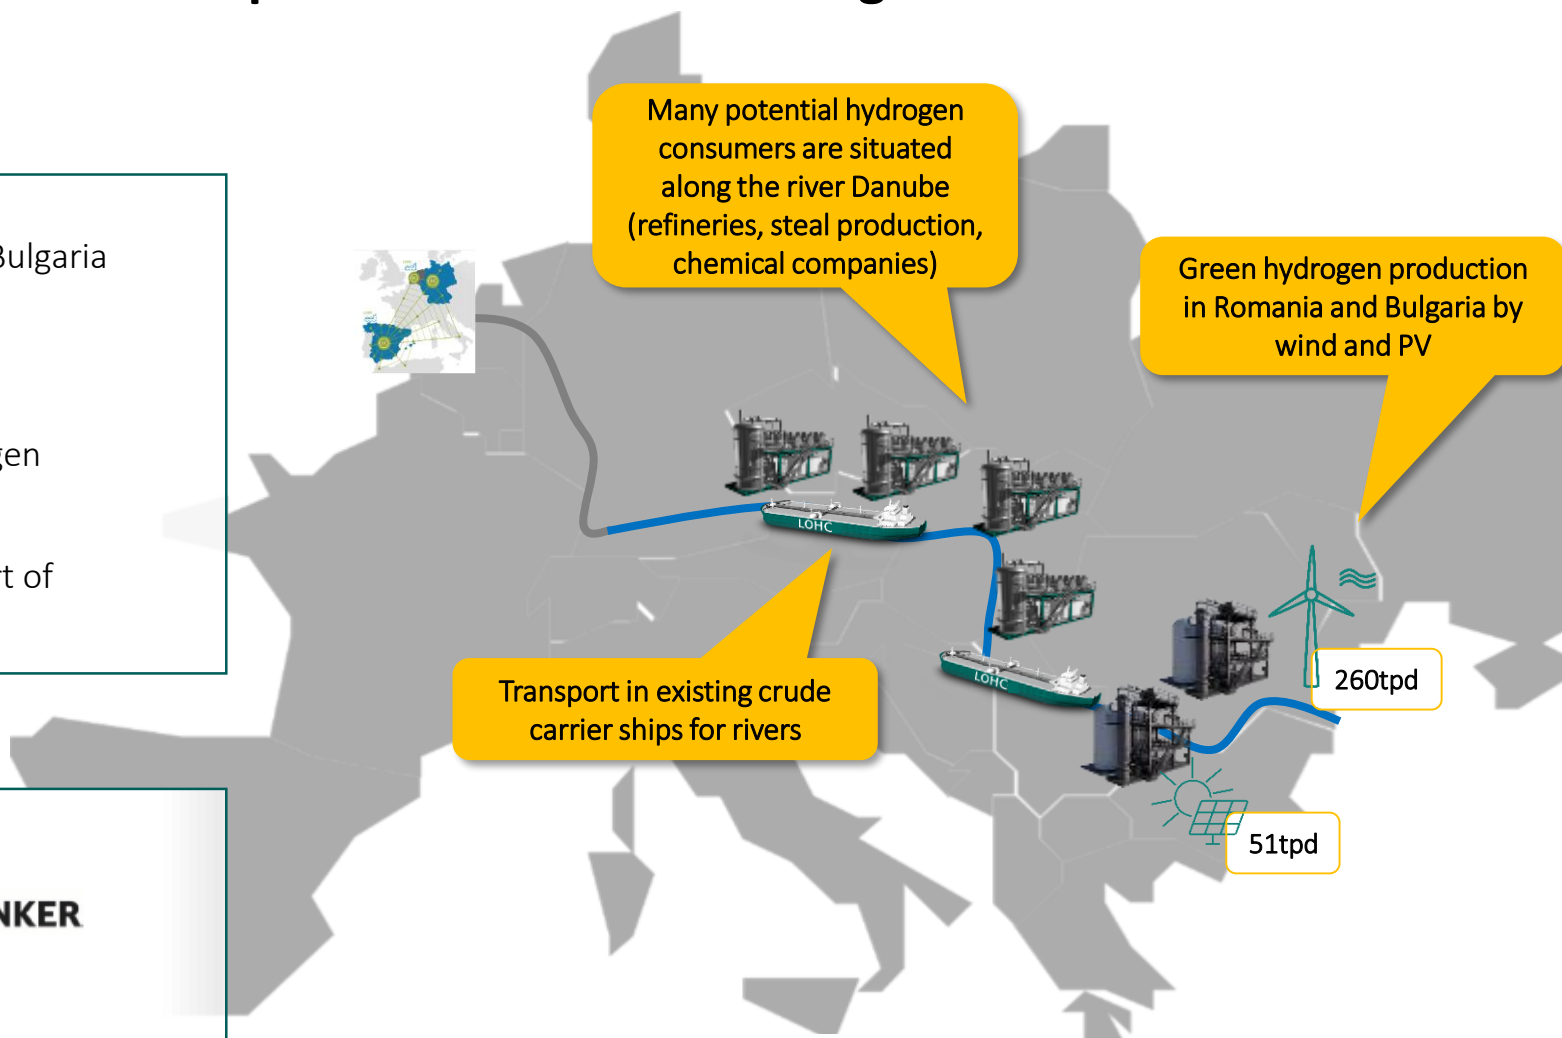 Many potential hydrogen
consumers are situated
along the river Danube
(refineries, steal production,
chemical companies)
Bulgaria
Green hydrogen production
in Romania and Bulgaria by
wind and PV
LOHC
LOHC
Transport in existing crude
carrier ships for rivers
260tpd
51tpd
of